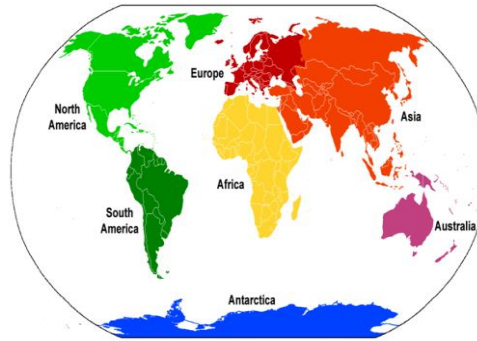 Europe
North
America
Asia
Africa
South
America
Australia
Antarctica